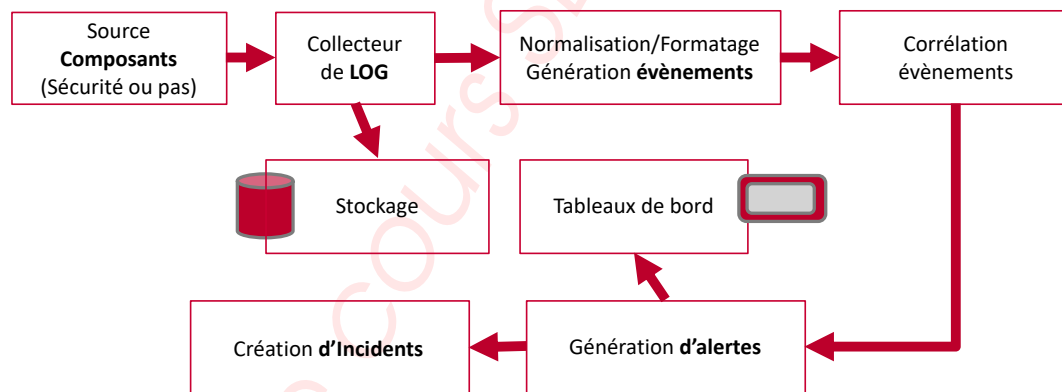 Source
Composants
(Sécurité ou pas)
Collecteur
de LOG
Normalisation/Formatage
Génération évènements
Corrélation
évènements
Stockage
Tableaux de bord
Création d'Incidents
Génération d'alertes
cours